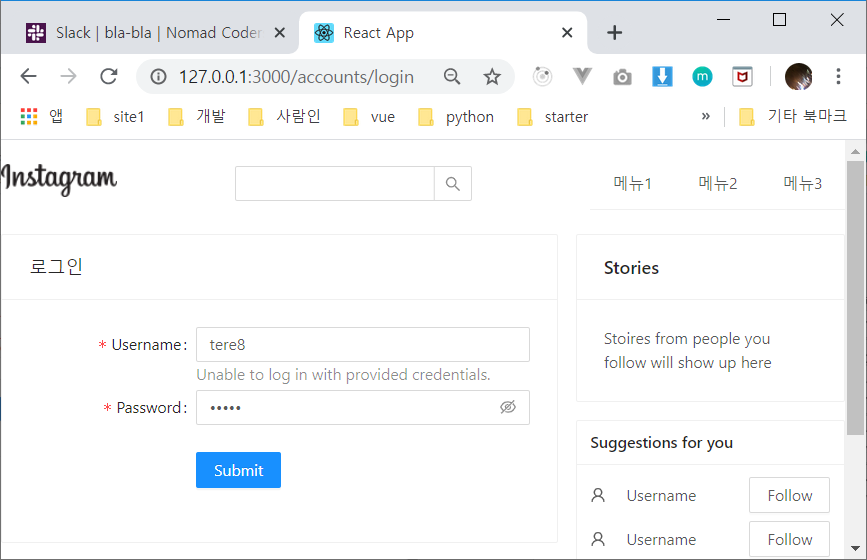 Slack | bla-bla | Nomad Coder
React App
127.0.0.1:3000/accounts/login
앱 site1 개발 사람인 vue python starter » 기타 북마크
Instagram
메뉴1 메뉴2 메뉴3
로그인
* Username:
tere8
Unable to log in with provided credentials.
* Password:
•••••
Submit
Stories
Stoires from people you
follow will show up here
Suggestions for you
Username Follow
Username Follow